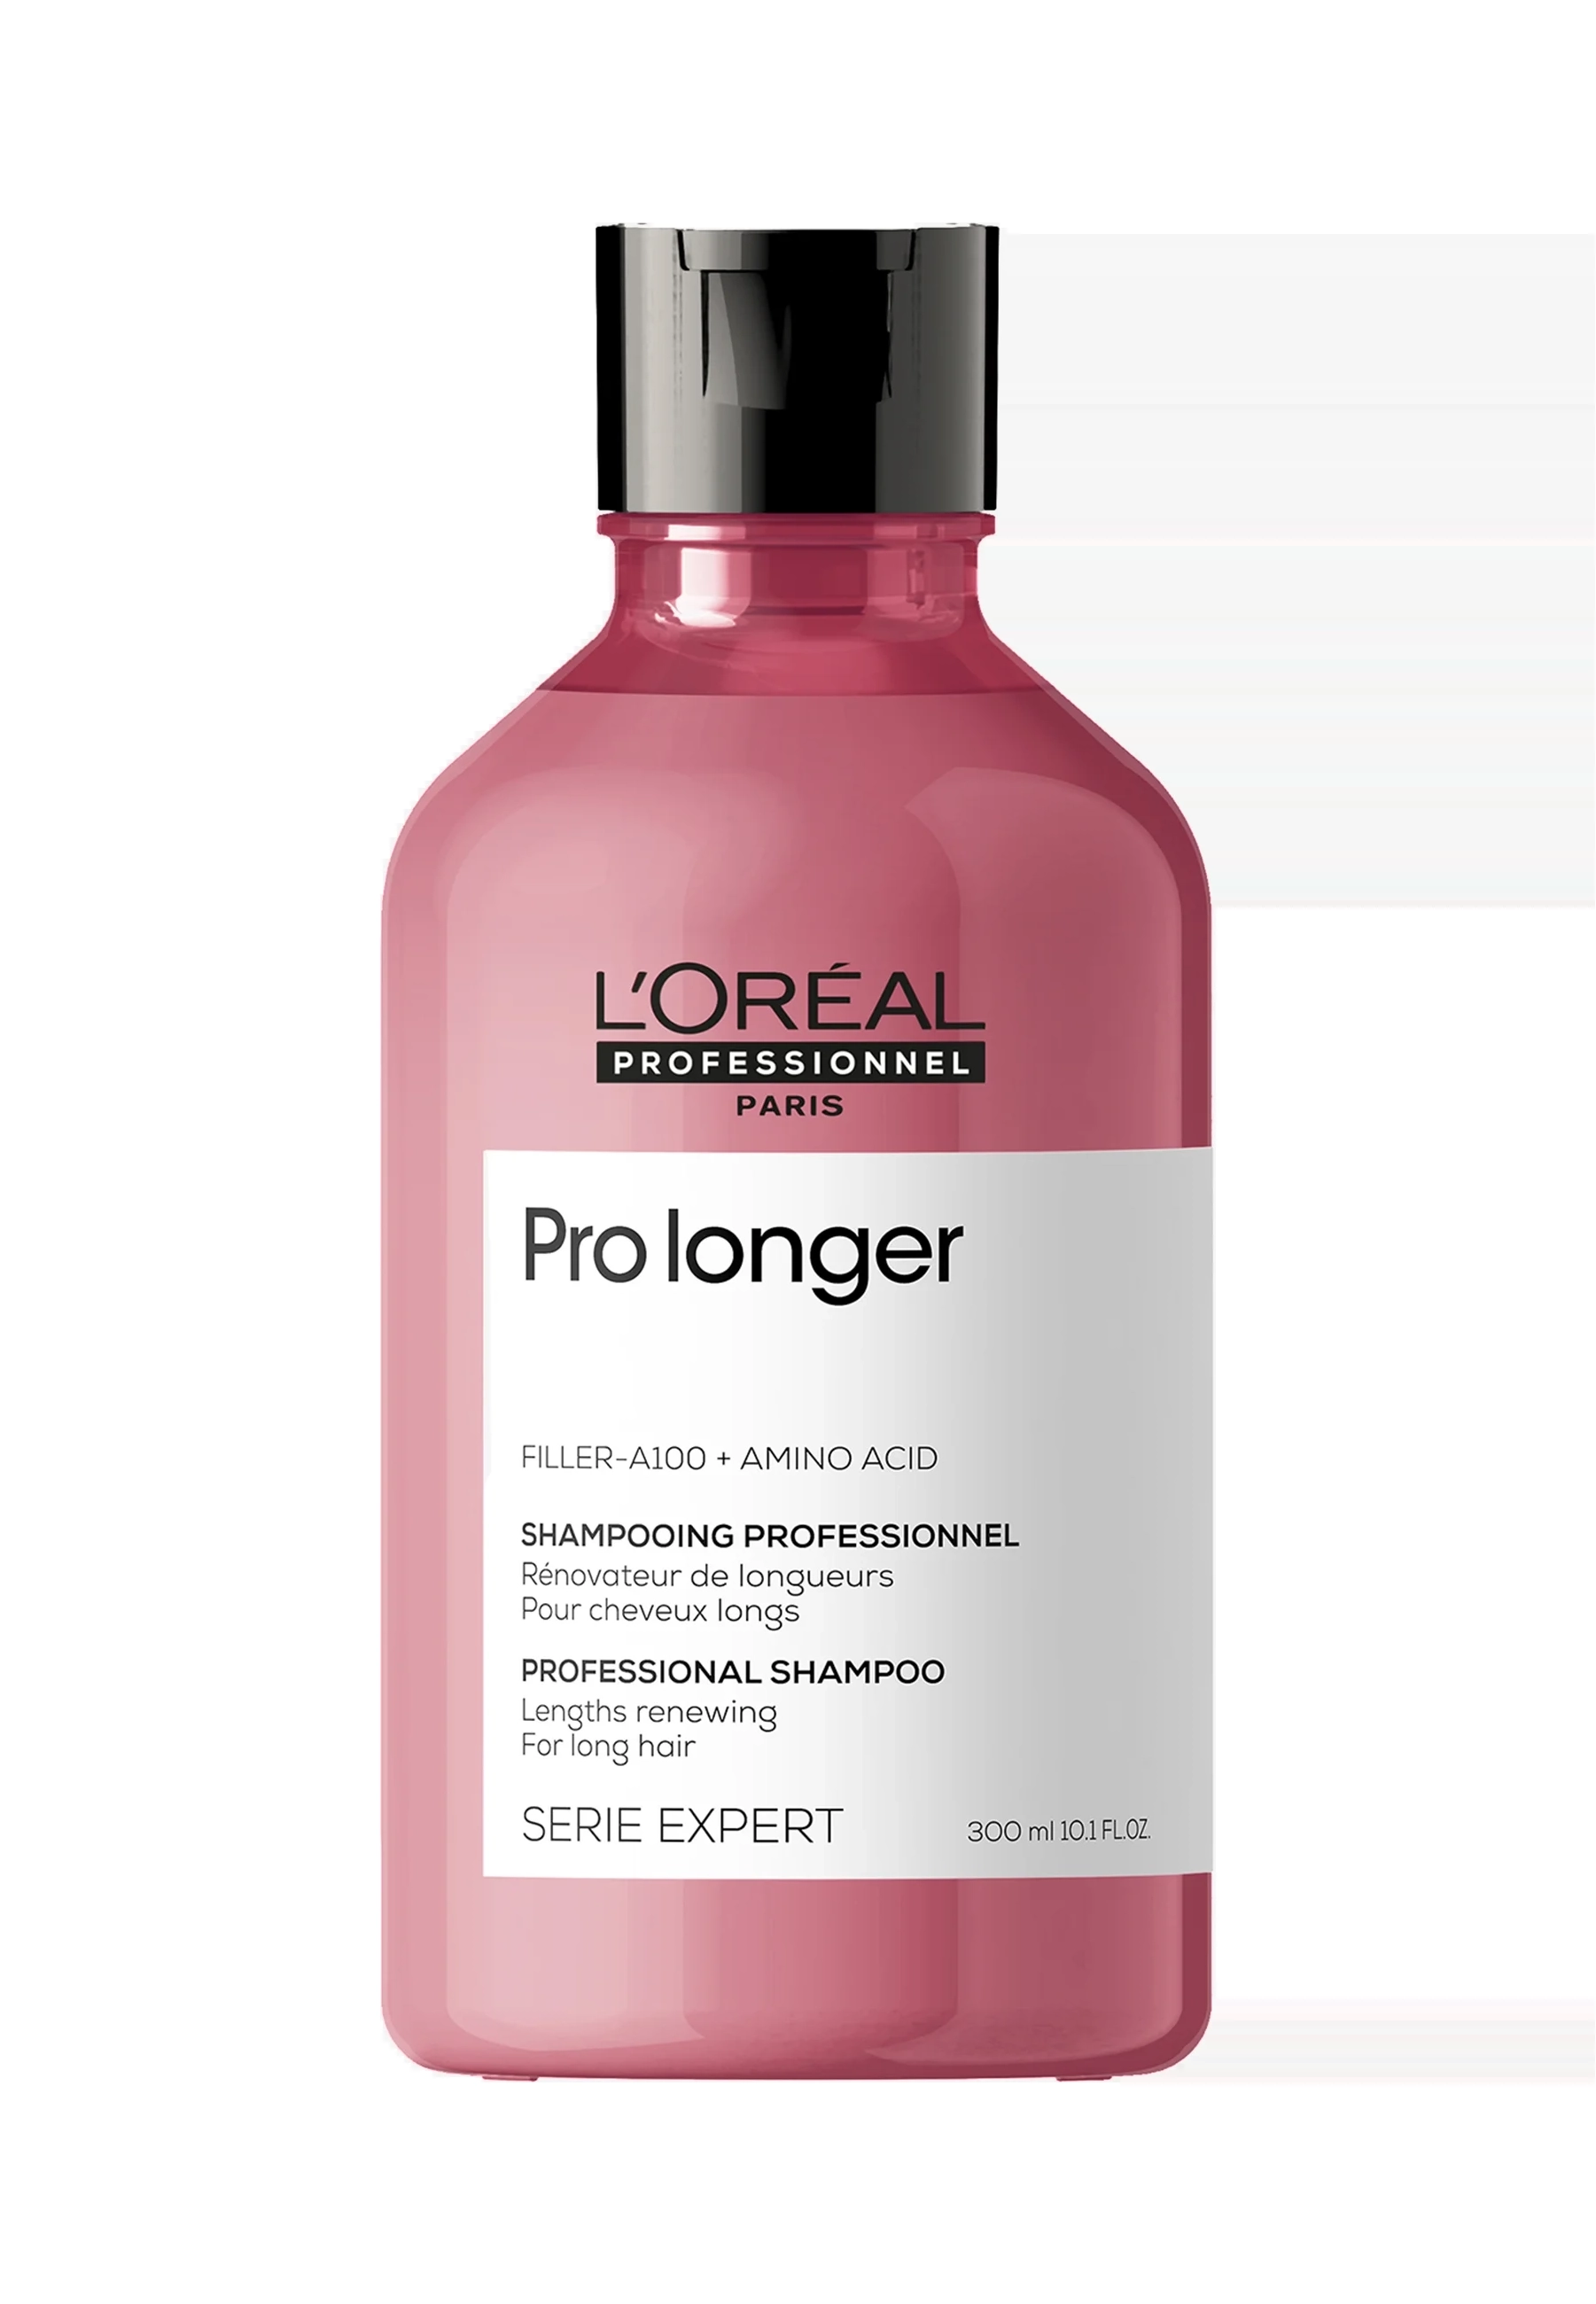 L'ORÉAL
PROFESSIONNEL
PARIS
Pro longer
FILLER-A100 + AMINO ACID
SHAMPOOING PROFESSIONNEL
Rénovateur de longueurs
Pour cheveux longs
PROFESSIONAL SHAMPOO
Lengths renewing
For long hair
SERIE EXPERT
300 ml 10.1 FL.OZ.